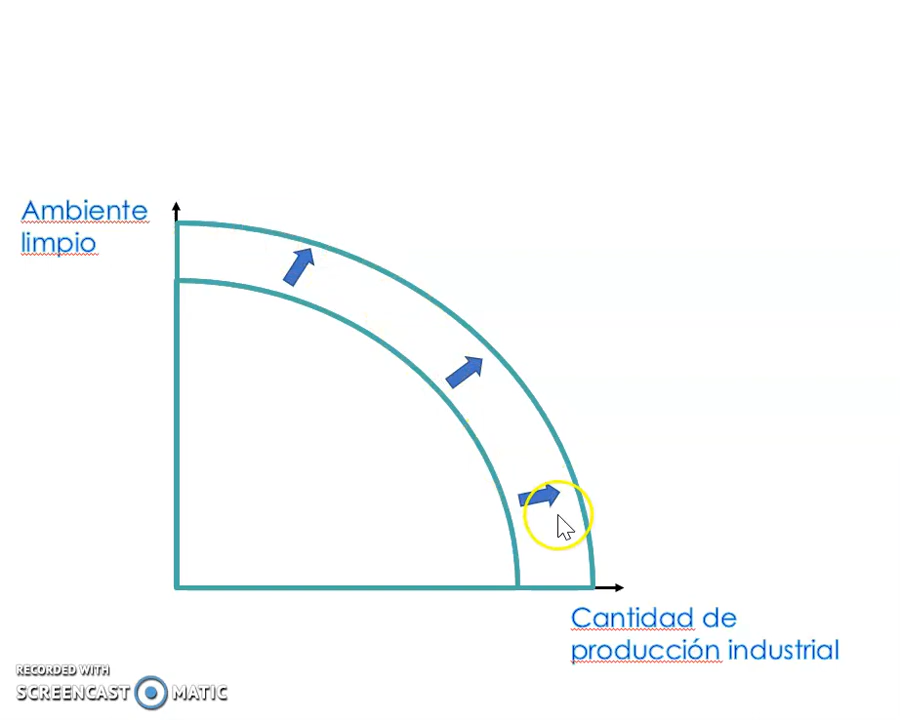 Ambiente
limpio
Cantidad de
producción industrial
RECORDED WITH
SCREENCAST MATIC